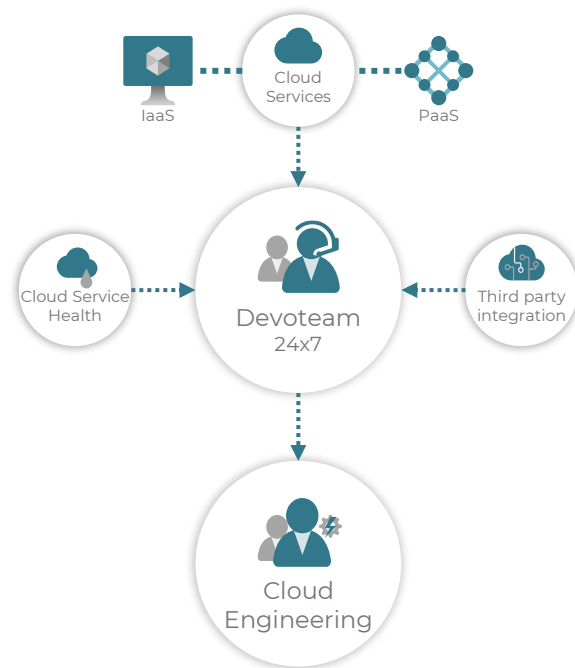 Cloud
Services
IaaS
PaaS
Cloud Service
Health
Devoteam
24x7
Third party
integration
Cloud
Engineering